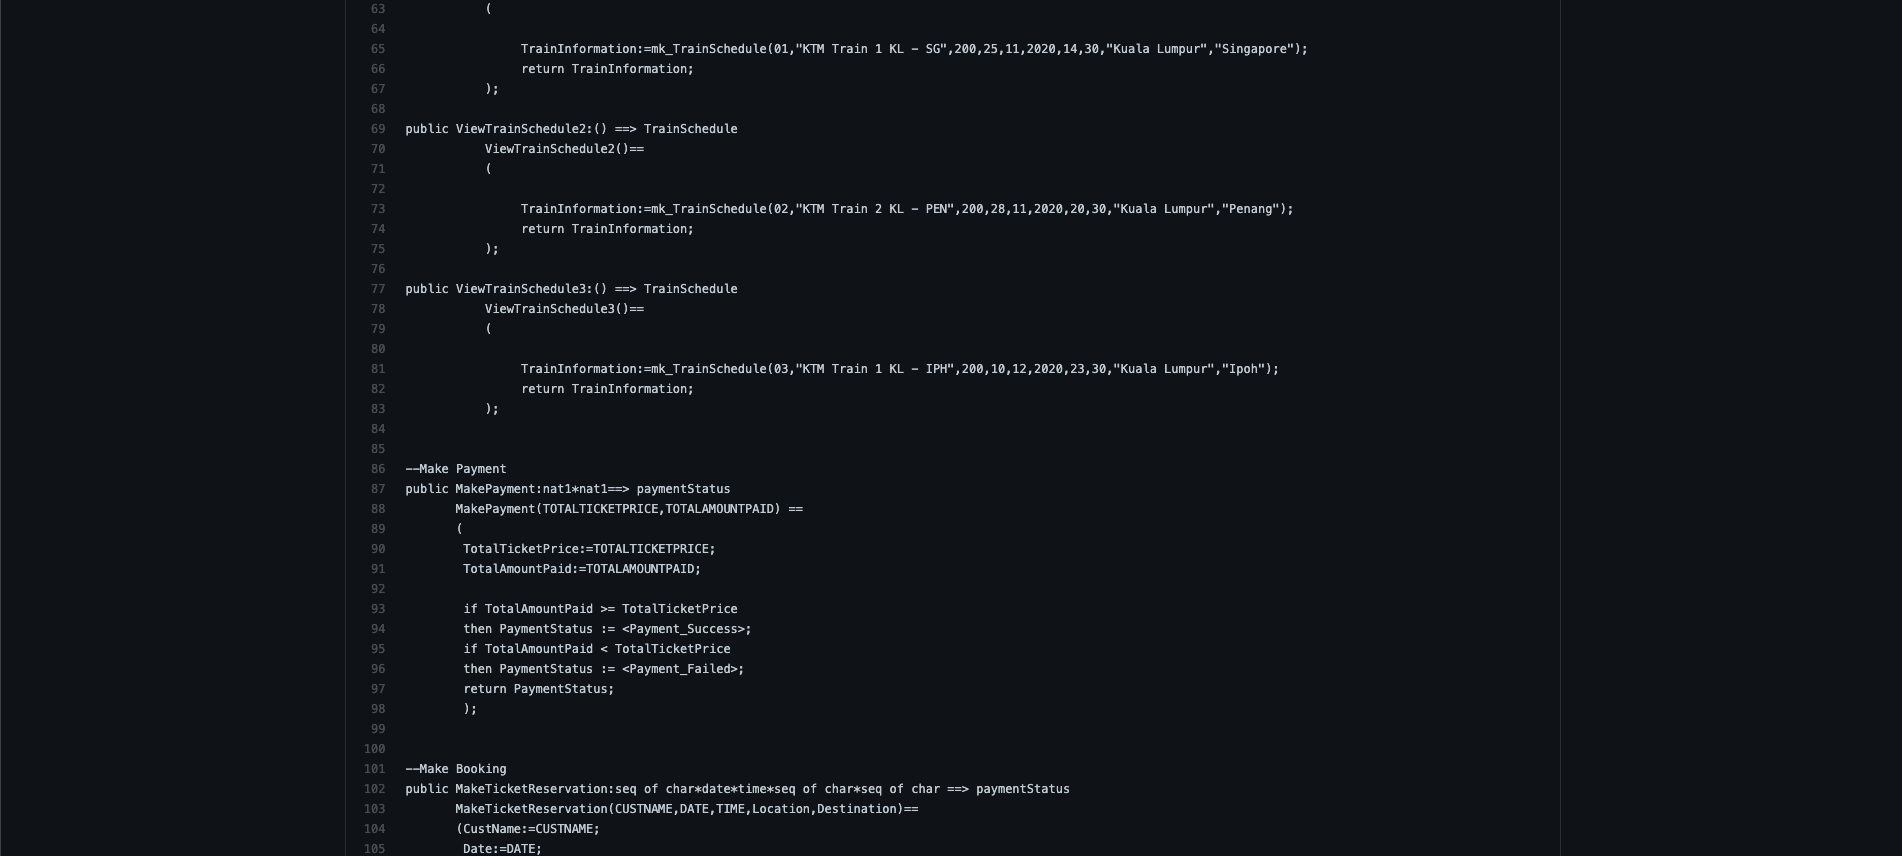 63 (
64
65 TrainInformation:=mk_TrainSchedule(01,"KTM Train 1 KL - SG",200,25,11,2020,14,30,"Kuala Lumpur","Singapore");
66 return TrainInformation;
67 );
68
69 public ViewTrainSchedule2:() ==> TrainSchedule
70 ViewTrainSchedule2()==
71 (
72
73 TrainInformation:=mk_TrainSchedule(02,"KTM Train 2 KL - PEN",200,28,11,2020,20,30,"Kuala Lumpur","Penang");
74 return TrainInformation;
75 );
76
77 public ViewTrainSchedule3:() ==> TrainSchedule
78 ViewTrainSchedule3()==
79 (
80
81 TrainInformation:=mk_TrainSchedule(03,"KTM Train 1 KL - IPH",200,10,12,2020,23,30,"Kuala Lumpur","Ipoh");
82 return TrainInformation;
83 );
84
85
86 --Make Payment
87 public MakePayment:nat1*nat1==> paymentStatus
88 MakePayment(TOTALTICKETPRICE,TOTALAMOUNTPAID) ==
89 (
90 TotalTicketPrice:=TOTALTICKETPRICE;
91 TotalAmountPaid:=TOTALAMOUNTPAID;
92
93 if TotalAmountPaid >= TotalTicketPrice
94 then PaymentStatus := <Payment_Success>;
95 if TotalAmountPaid < TotalTicketPrice
96 then PaymentStatus := <Payment_Failed>;
97 return PaymentStatus;
98 );
99
100
101 --Make Booking
102 public MakeTicketReservation:seq of char*date*time*seq of char*seq of char ==> paymentStatus
103 MakeTicketReservation(CUSTNAME,DATE,TIME,Location,Destination)==
104 (CustName:=CUSTNAME;
105 Date:=DATE;